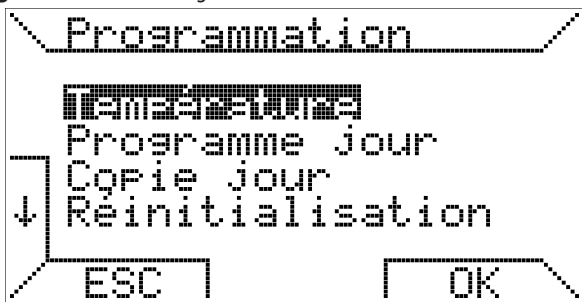 Programmation
Température
Programme jour
Copie jour
↓ Réinitialisation
ESC OK